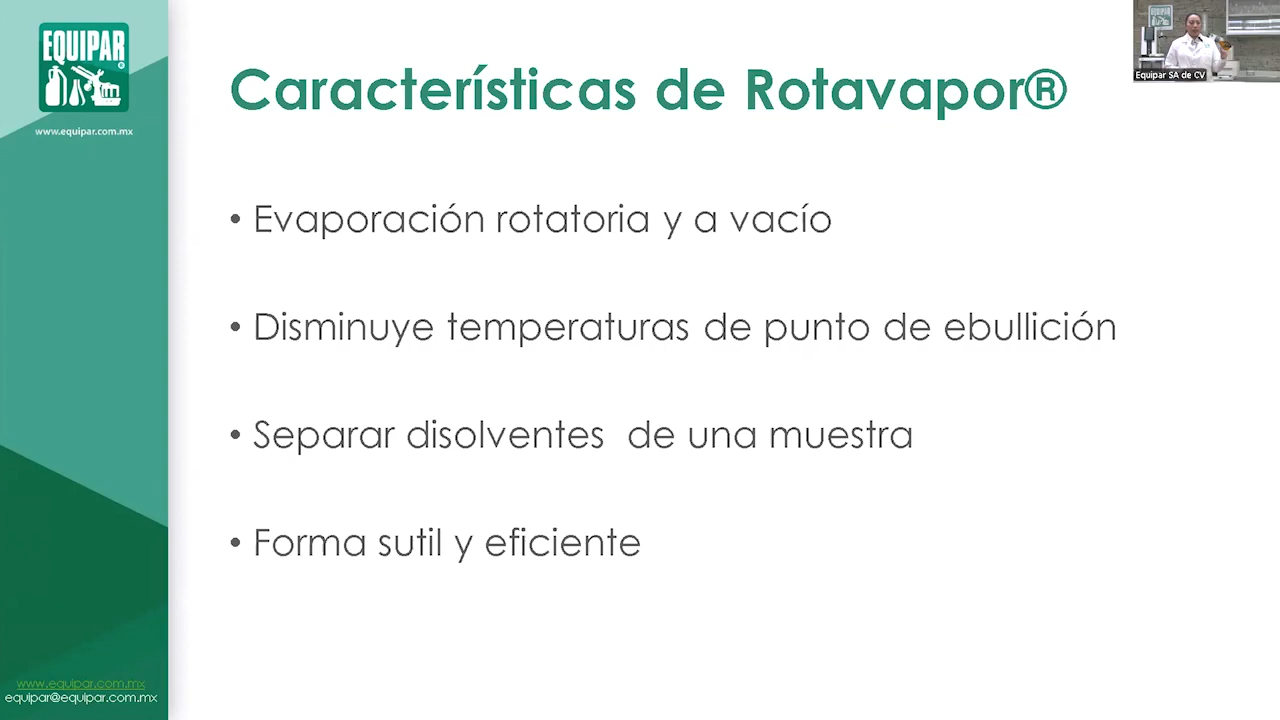 EQUIPAR
www.equipar.com.mx
Equipar SA de CV
Características de Rotavapor®
• Evaporación rotatoria y a vacío
• Disminuye temperaturas de punto de ebullición
• Separar disolventes de una muestra
• Forma sutil y eficiente
www.equipar.com.mx
equipar@equipar.com.mx